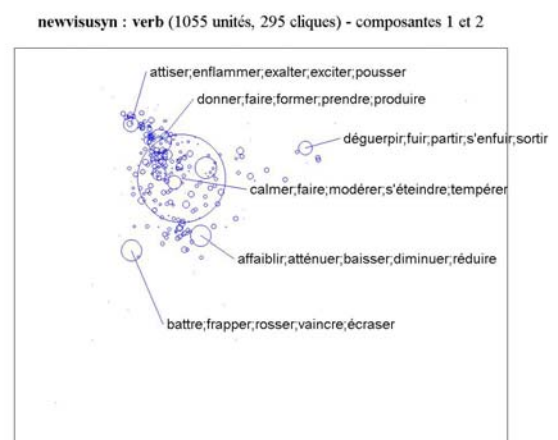 newvisusyn : verb (1055 unités, 295 cliques) - composantes 1 et 2
attiser;enflammer;exalter;exciter;pousser
donner;faire;former;prendre;produire
déguerpir;fuir;partir;s'enfuir;sortir
calmer;faire;modérer;s'éteindre;tempérer
affaiblir;atténuer;baisser;diminuer;réduire
battre;frapper;rosser;vaincre;écraser